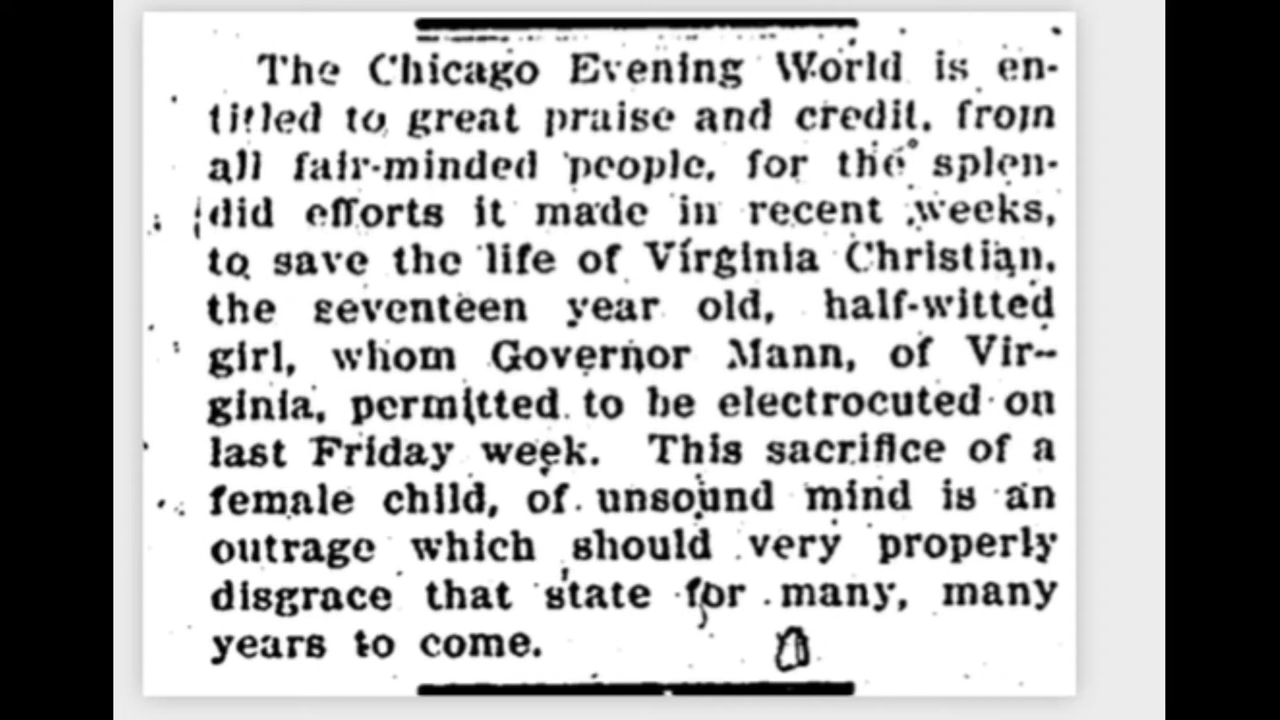 The Chicago Evening World is en-
titled to great praise and credit, from
all fair-minded people, for the splen-
did efforts it made in recent weeks,
to save the life of Virginia Christian,
the seventeen year old, half-witted
girl, whom Governor Mann, of Vir-
ginia, permitted to be electrocuted on
last Friday week. This sacrifice of a
female child, of unsound mind is an
outrage which should very properly
disgrace that state for many, many
years to come.